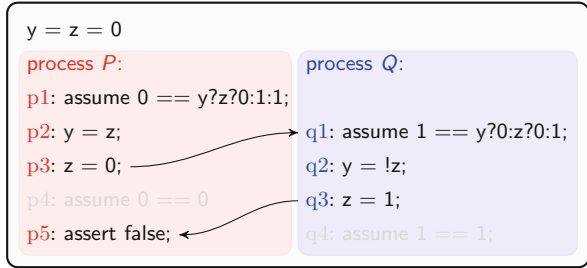 y = z = 0
process P:
p1: assume 0 == y?z?0:1:1;
p2: y = z;
p3: z = 0;
p4: assume 0 == 0
p5: assert false;
process Q:
q1: assume 1 == y?0:z?0:1;
q2: y = !z;
q3: z = 1;
q4: assume 1 == 1;